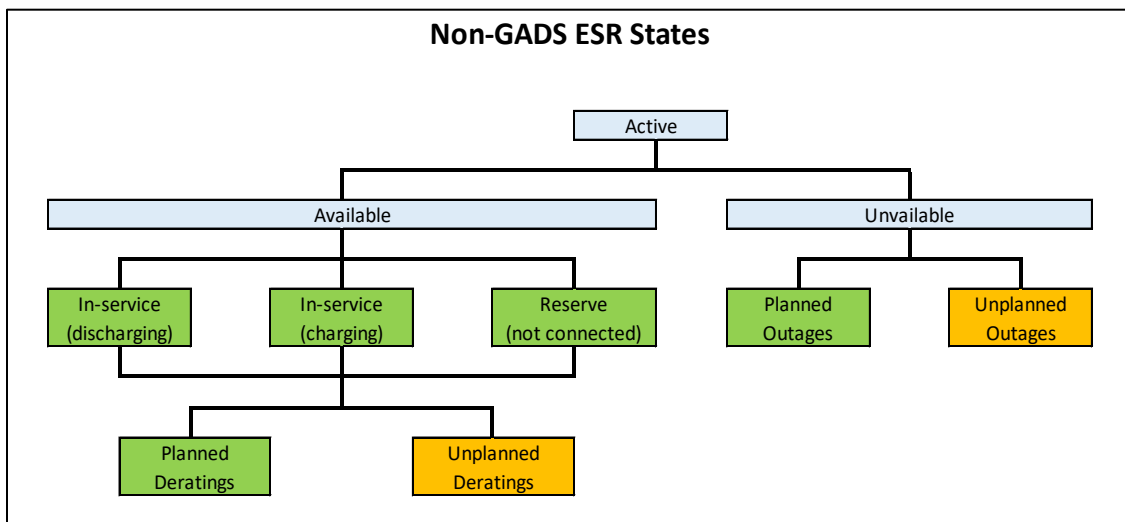 Non-GADS ESR States
Active
Available
Unvailable
In-service
(discharging)
In-service
(charging)
Reserve
(not connected)
Planned
Outages
Unplanned
Outages
Planned
Deratings
Unplanned
Deratings